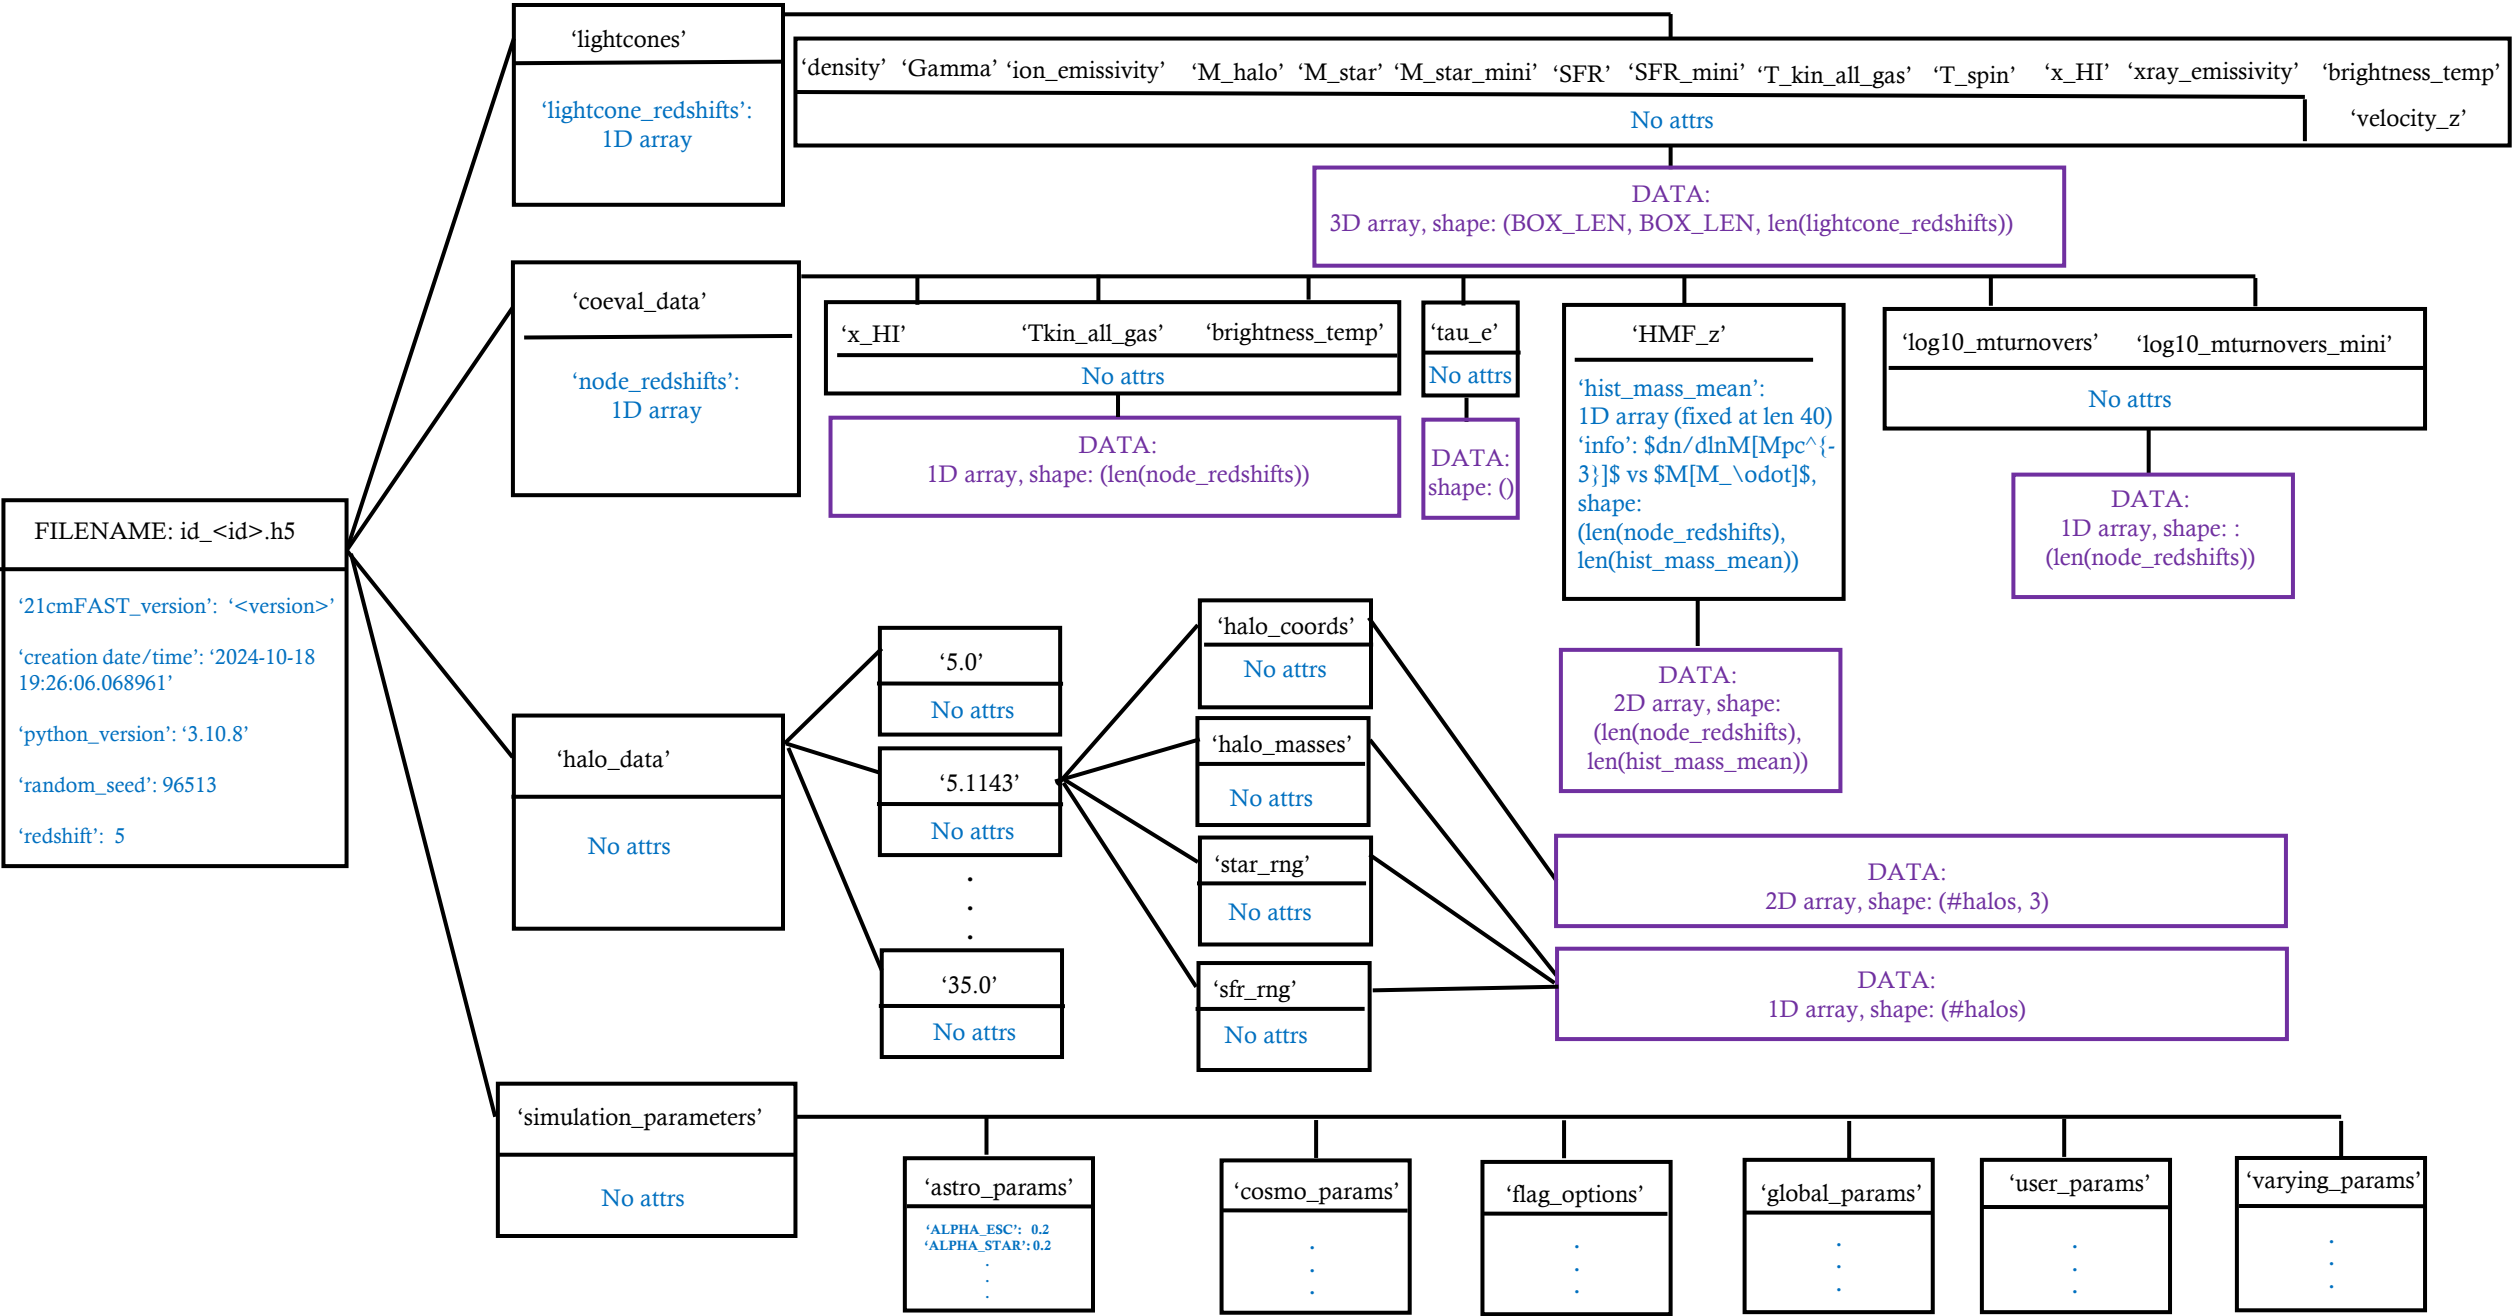 ‘lightcones’
‘lightcone_redshifts’:
1D array
‘density’ ‘Gamma’ ‘ion_emissivity’ ‘M_halo’ ‘M_star’ ‘M_star_mini’ ‘SFR’ ‘SFR_mini’ ‘T_kin_all_gas’ ‘T_spin’ ‘x_HI’ ‘xray_emissivity’ ‘brightness_temp’
‘velocity_z’
No attrs
DATA:
3D array, shape: (BOX_LEN, BOX_LEN, len(lightcone_redshifts))
‘coeval_data’
‘node_redshifts’:
1D array
‘x_HI’ ‘Tkin_all_gas’ ‘brightness_temp’
No attrs
DATA:
1D array, shape: (len(node_redshifts))
‘tau_e’
No attrs
DATA:
shape: ()
‘HMF_z’
‘hist_mass_mean’:
1D array (fixed at len 40)
‘info’: $dn/dlnM[Mpc^{-
3}]$ vs $M[M_\odot]$,
shape:
(len(node_redshifts),
len(hist_mass_mean))
DATA:
2D array, shape:
(len(node_redshifts),
len(hist_mass_mean))
‘log10_mturnovers’ ‘log10_mturnovers_mini’
No attrs
DATA:
1D array, shape: :
(len(node_redshifts))
FILENAME: id_<id>.h5
‘21cmFAST_version’: ‘<version>’
‘creation date/time’: ‘2024-10-18
19:26:06.068961’
‘python_version’: ‘3.10.8’
‘random_seed’: 96513
‘redshift’: 5
‘halo_data’
No attrs
‘5.0’
No attrs
‘5.1143’
No attrs
.
.
.
‘35.0’
No attrs
‘halo_coords’
No attrs
‘halo_masses’
No attrs
‘star_rng’
No attrs
‘sfr_rng’
No attrs
DATA:
2D array, shape: (#halos, 3)
DATA:
1D array, shape: (#halos)
‘simulation_parameters’
No attrs
‘astro_params’
‘ALPHA_ESC’: 0.2
‘ALPHA_STAR’: 0.2
.
.
.
‘cosmo_params’
.
.
.
‘flag_options’
.
.
.
‘global_params’
.
.
.
‘user_params’
.
.
.
‘varying_params’
.
.
.